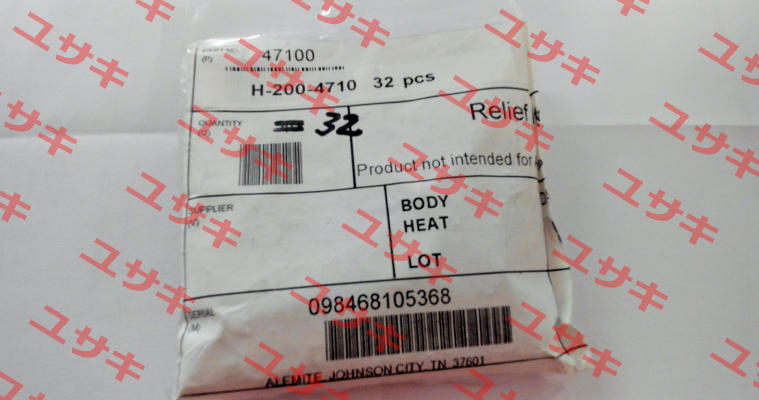 PART NO. 47100
(P)
H-200-4710 32 pcs
QUANTITY 32
(Q)
Relief
Product not intended for
SUPPLIER
(V)
BODY
HEAT
LOT
SERIAL
098468105368
ALEMITE, JOHNSON CITY, TN 37601
ユサキ